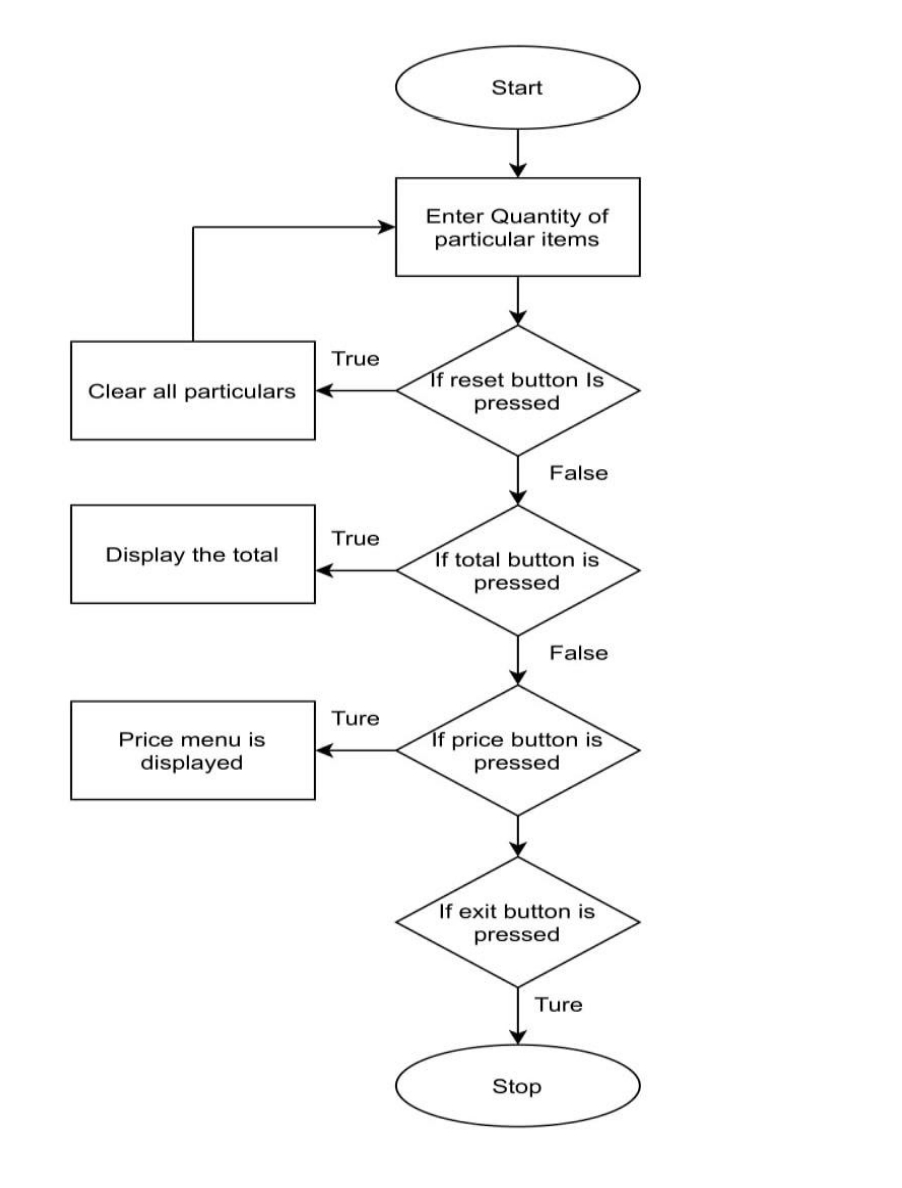 Start
Enter Quantity of
particular items
True
If reset button Is
pressed
Clear all particulars
False
True
If total button is
pressed
Display the total
False
Ture
If price button is
pressed
Price menu is
displayed
If exit button is
pressed
Ture
Stop